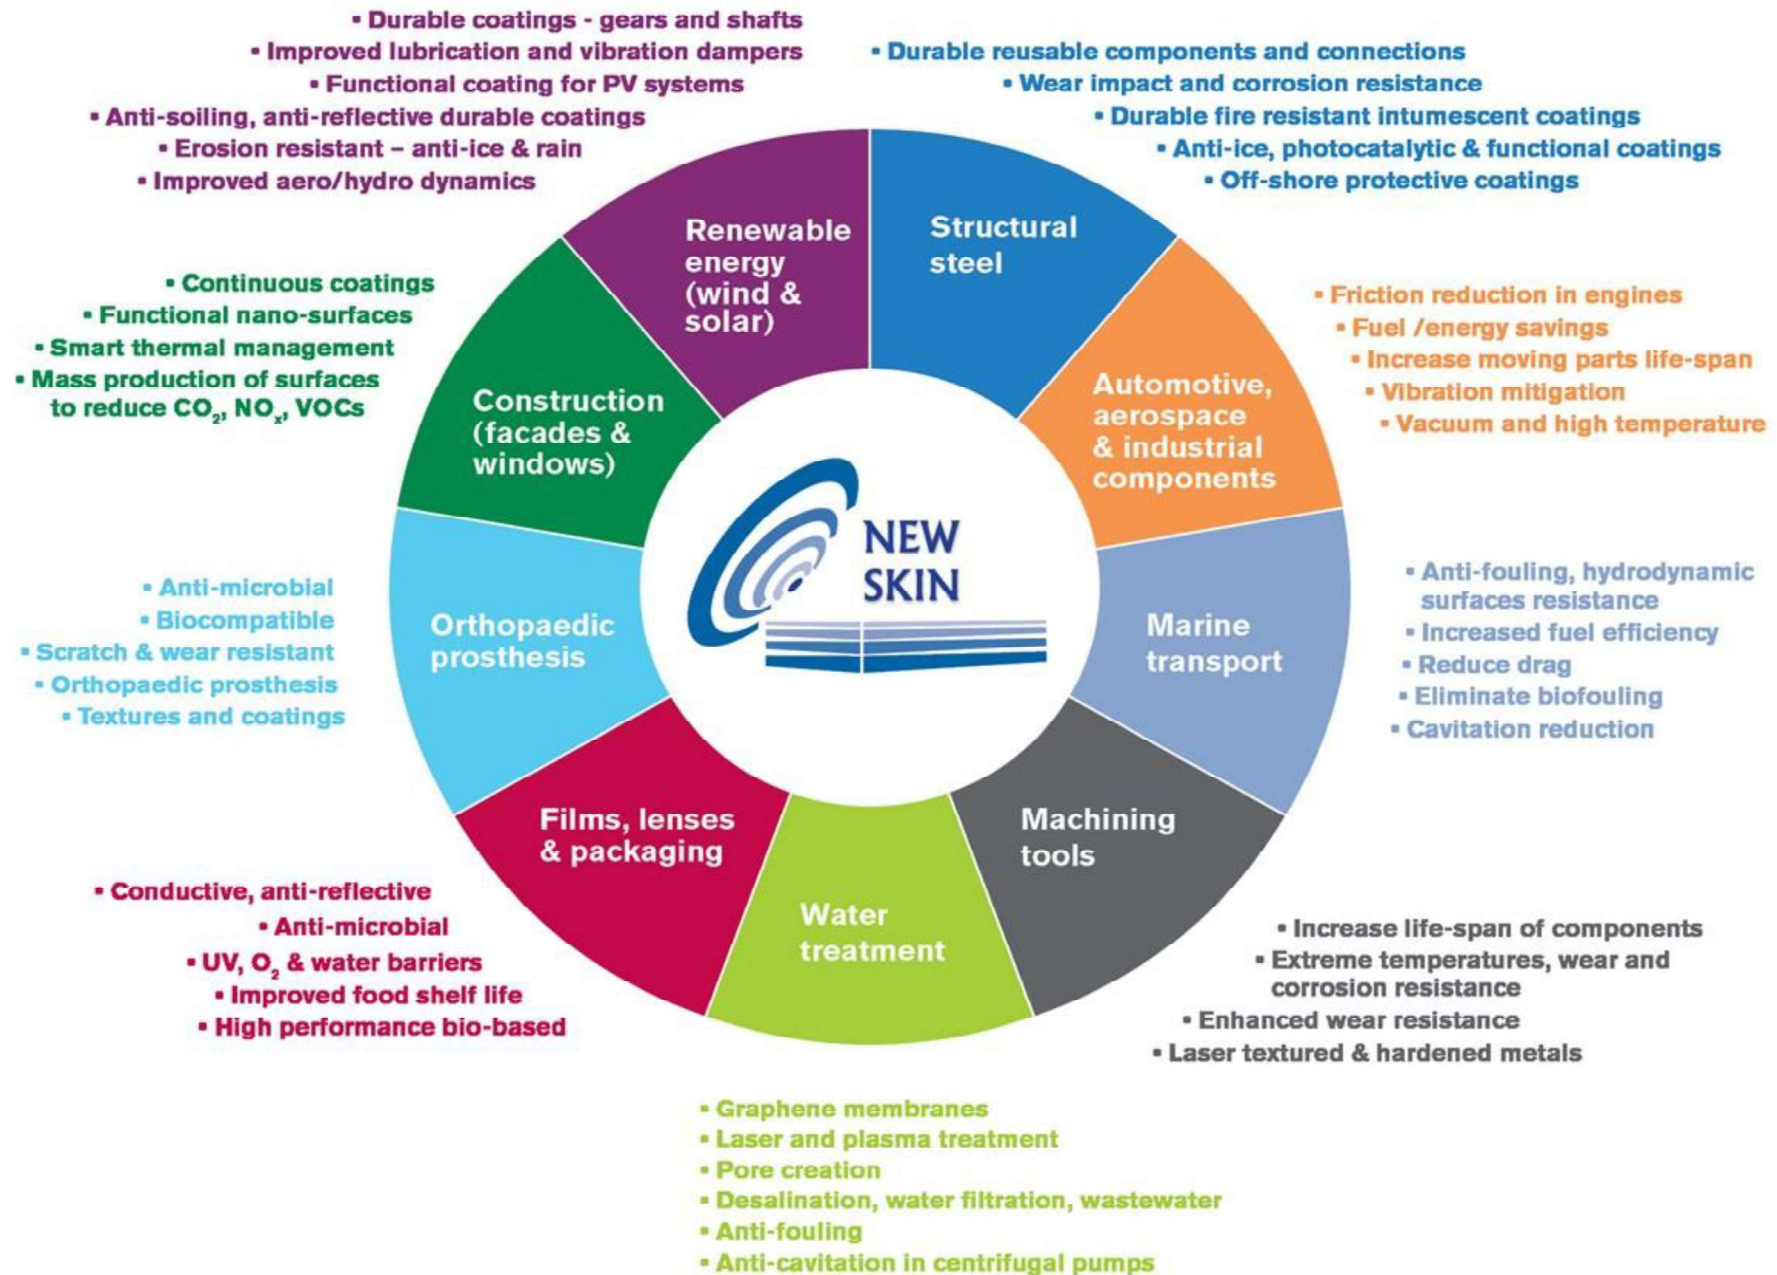 ▪ Durable coatings - gears and shafts
▪ Improved lubrication and vibration dampers
▪ Functional coating for PV systems
▪ Anti-soiling, anti-reflective durable coatings
▪ Erosion resistant – anti-ice & rain
▪ Improved aero/hydro dynamics
▪ Durable reusable components and connections
▪ Wear impact and corrosion resistance
▪ Durable fire resistant intumescent coatings
▪ Anti-ice, photocatalytic & functional coatings
▪ Off-shore protective coatings
Renewable
energy
(wind &
solar)
Structural
steel
▪ Continuous coatings
▪ Functional nano-surfaces
▪ Smart thermal management
▪ Mass production of surfaces
to reduce CO₂, NOₓ, VOCs
Construction
(facades &
windows)
Automotive,
aerospace
& industrial
components
▪ Friction reduction in engines
▪ Fuel /energy savings
▪ Increase moving parts life-span
▪ Vibration mitigation
▪ Vacuum and high temperature
NEW
SKIN
▪ Anti-microbial
▪ Biocompatible
▪ Scratch & wear resistant
▪ Orthopaedic prosthesis
▪ Textures and coatings
Orthopaedic
prosthesis
Marine
transport
▪ Anti-fouling, hydrodynamic
surfaces resistance
▪ Increased fuel efficiency
▪ Reduce drag
▪ Eliminate biofouling
▪ Cavitation reduction
Films, lenses
& packaging
Machining
tools
▪ Conductive, anti-reflective
▪ Anti-microbial
▪ UV, O₂ & water barriers
▪ Improved food shelf life
▪ High performance bio-based
Water
treatment
▪ Increase life-span of components
▪ Extreme temperatures, wear and
corrosion resistance
▪ Enhanced wear resistance
▪ Laser textured & hardened metals
▪ Graphene membranes
▪ Laser and plasma treatment
▪ Pore creation
▪ Desalination, water filtration, wastewater
▪ Anti-fouling
▪ Anti-cavitation in centrifugal pumps